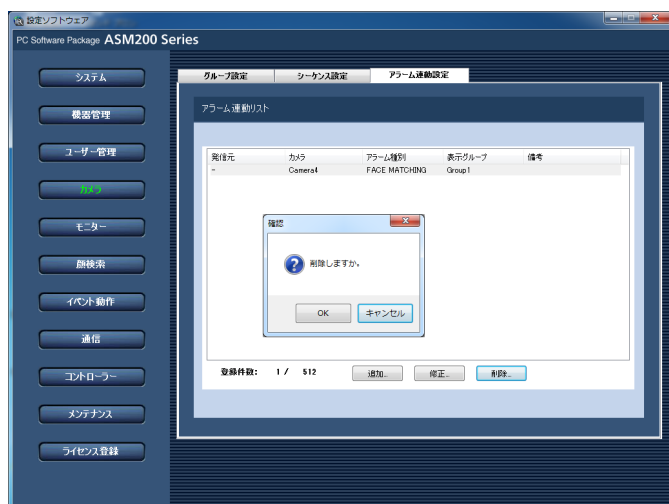 設定ソフトウェア
PC Software Package ASM200 Series
システム
機器管理
ユーザー管理
カメラ
モニター
顔検索
イベント動作
通信
コントローラー
メンテナンス
ライセンス登録
グループ設定 シーケンス設定 アラーム連動設定
アラーム連動リスト
発信元 カメラ アラーム種別 表示グループ 備考
- Camera4 FACE MATCHING Group1
確認
削除しますか。
OK キャンセル
登録件数: 1 / 512 追加... 修正... 削除...